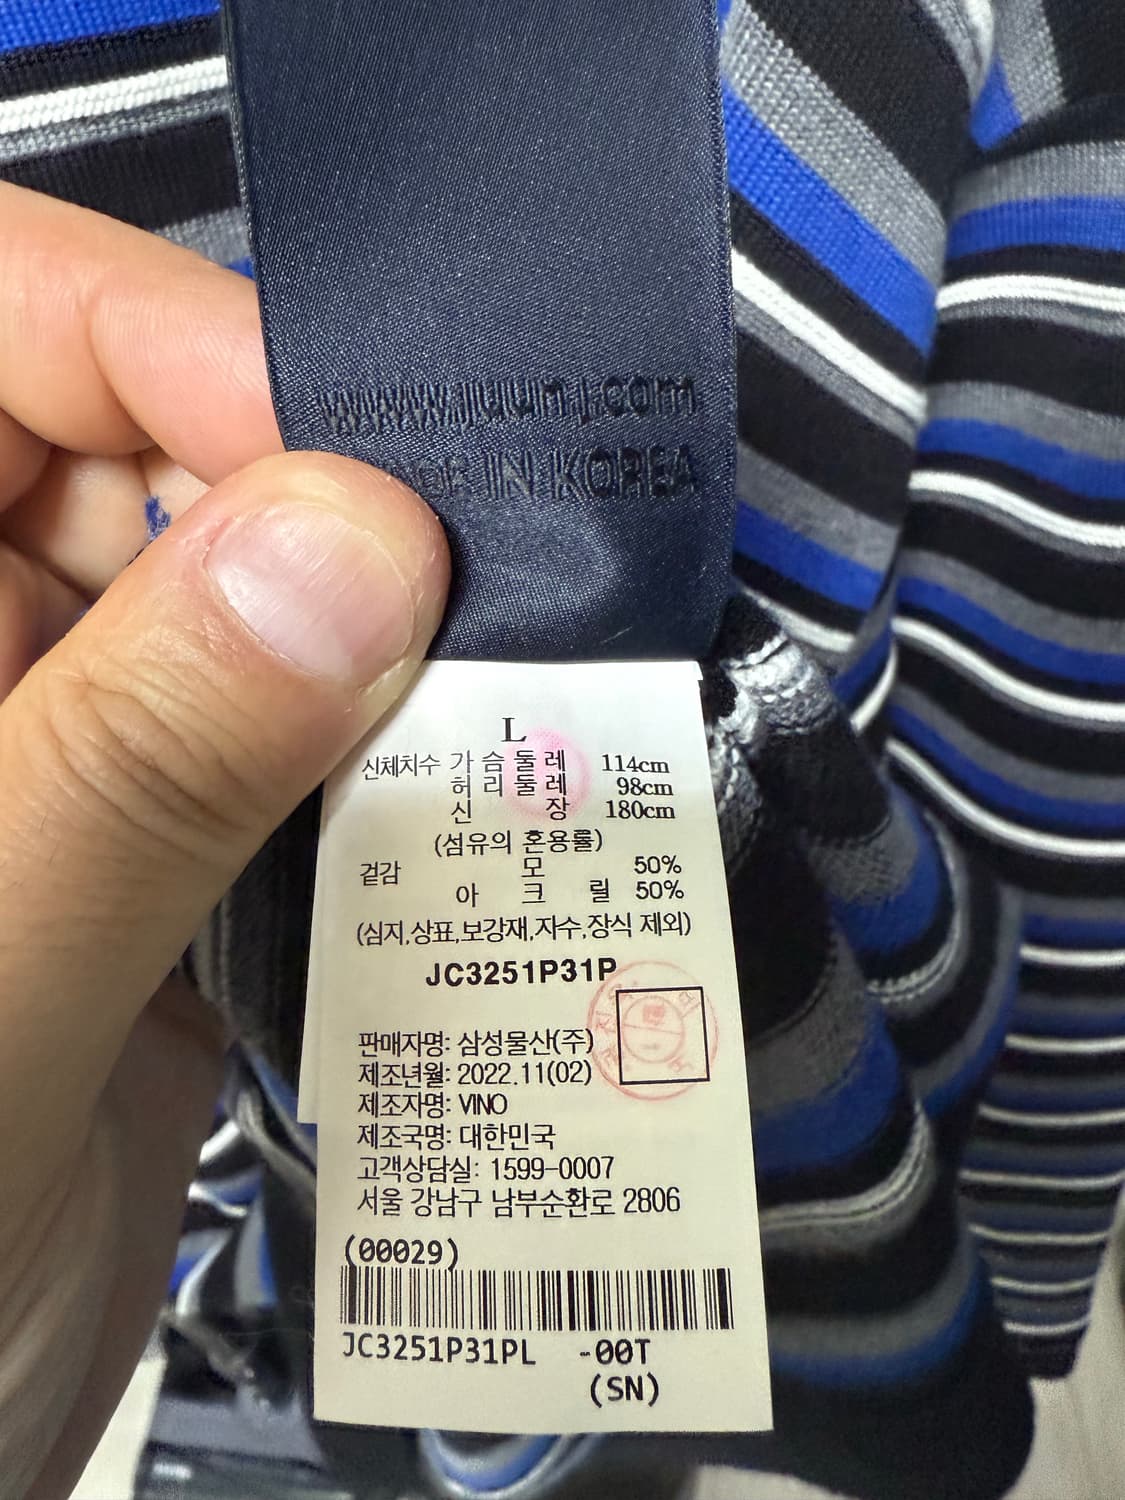 www.juunj.com
MADE IN KOREA
L
신체치수 가슴둘레 114cm
허리둘레 98cm
신 장 180cm
(섬유의 혼용률)
겉감 모 50%
아 크 릴 50%
(심지,상표,보강재,자수,장식 제외)
JC3251P31P
판매자명: 삼성물산(주)
제조년월: 2022.11(02)
제조자명: VINO
제조국명: 대한민국
고객상담실: 1599-0007
서울 강남구 남부순환로 2806
(00029)
JC3251P31PL -00T
(SN)